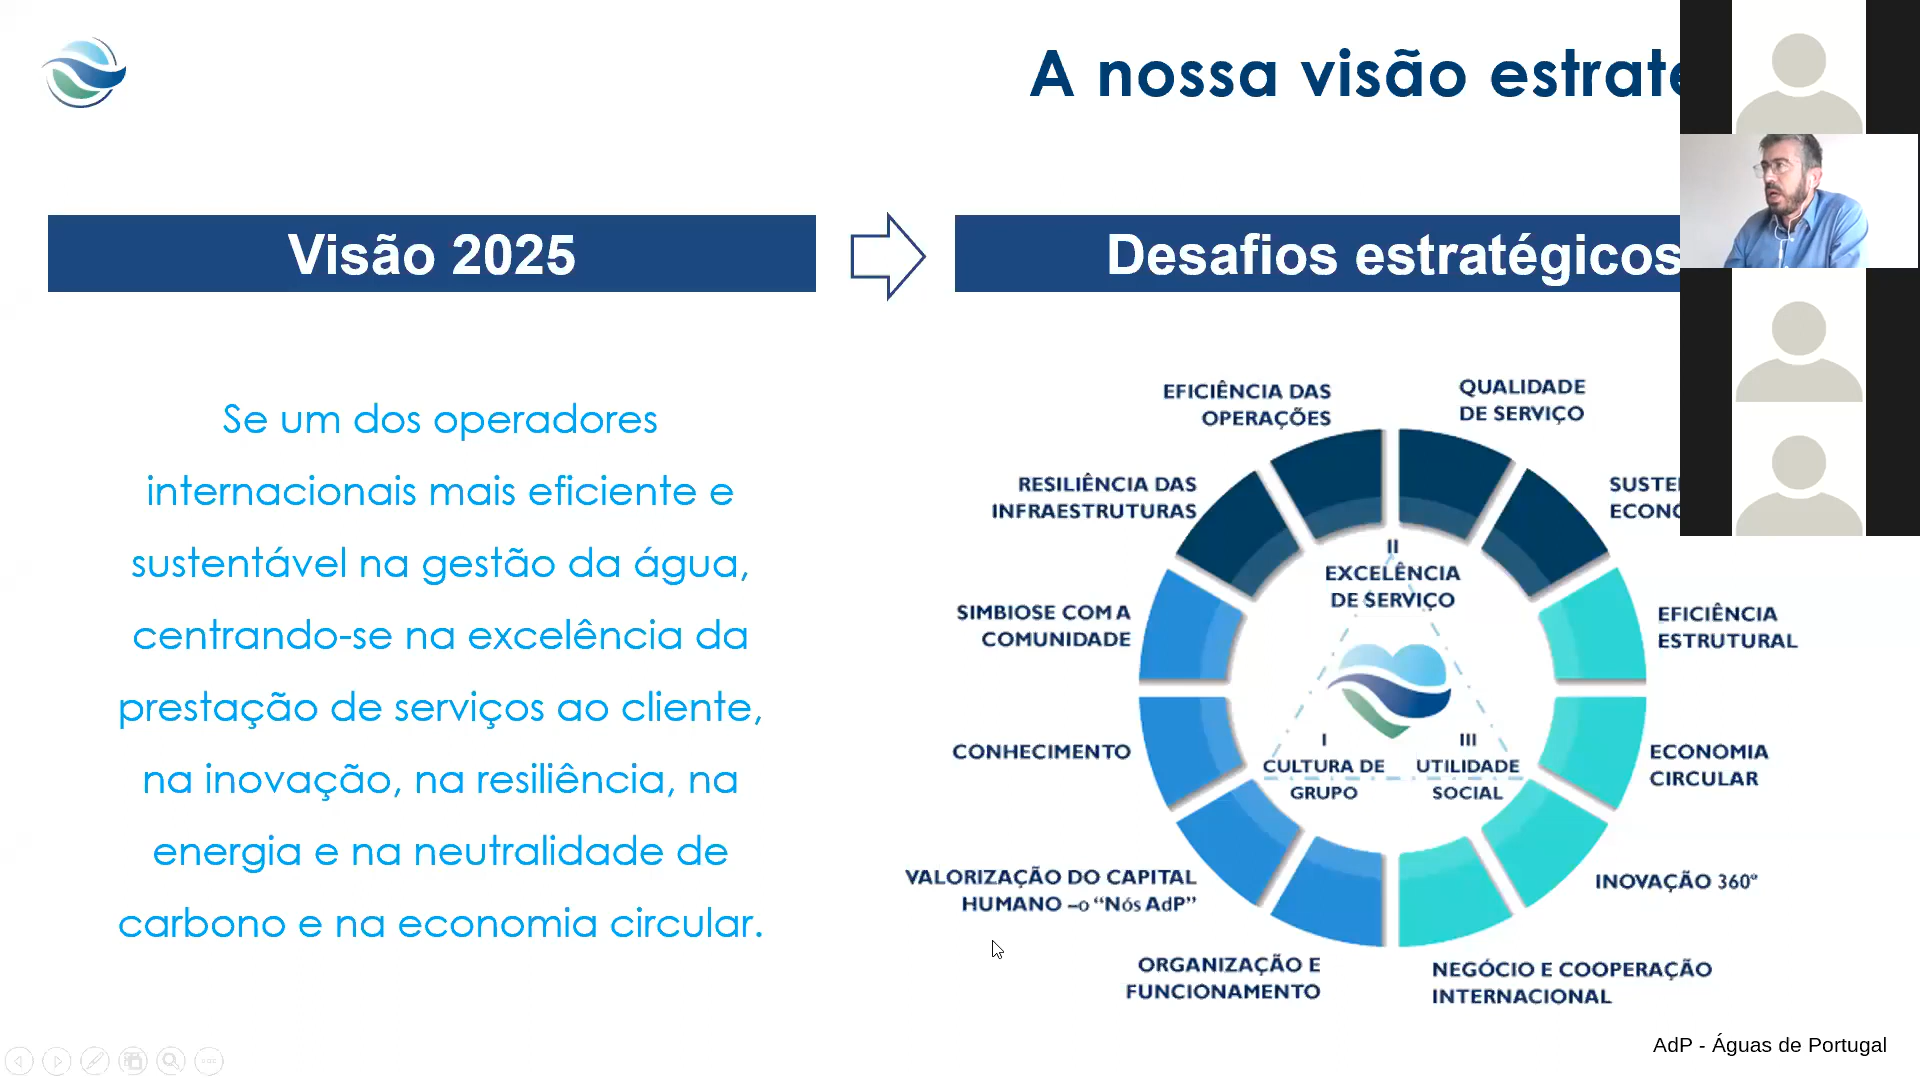 A nossa visão
Visão 2025
Desafios estratégicos
Se um dos operadores
internacionais mais eficiente e
sustentável na gestão da água,
centrando-se na excelência da
prestação de serviços ao cliente,
na inovação, na resiliência, na
energia e na neutralidade de
carbono e na economia circular.
EFICIÊNCIA DAS
OPERAÇÕES
QUALIDADE
DE SERVIÇO
RESILIÊNCIA DAS
INFRAESTRUTURAS
SIMBIOSE COM A
COMUNIDADE
CONHECIMENTO
VALORIZAÇÃO DO CAPITAL
HUMANO –o “Nós AdP”
ORGANIZAÇÃO E
FUNCIONAMENTO
NEGÓCIO E COOPERAÇÃO
INTERNACIONAL
INOVAÇÃO 360º
ECONOMIA
CIRCULAR
EFICIÊNCIA
ESTRUTURAL
II
EXCELÊNCIA
DE SERVIÇO
I
CULTURA DE
GRUPO
III
UTILIDADE
SOCIAL
AdP - Águas de Portugal